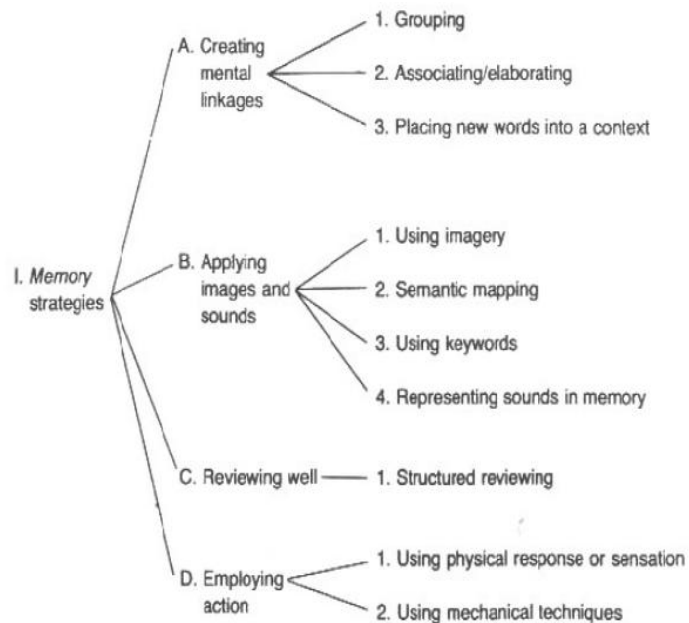 A. Creating
mental
linkages
1. Grouping
2. Associating/elaborating
3. Placing new words into a context
I. Memory
strategies
B. Applying
images and
sounds
1. Using imagery
2. Semantic mapping
3. Using keywords
4. Representing sounds in memory
C. Reviewing well
1. Structured reviewing
D. Employing
action
1. Using physical response or sensation
2. Using mechanical techniques